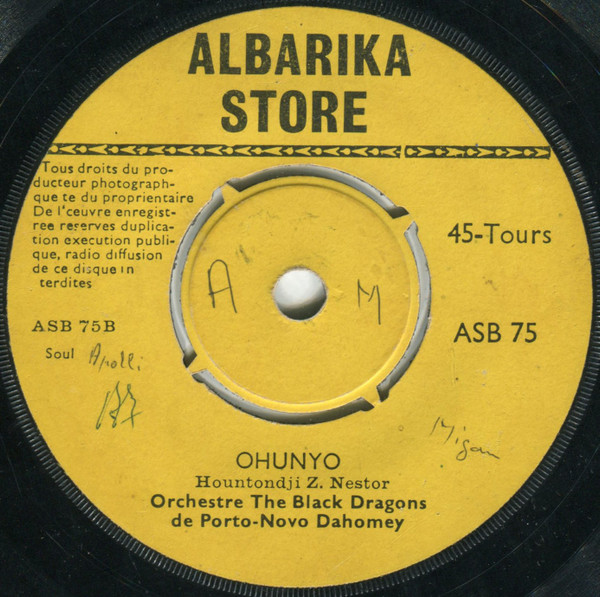 ALBARIKA
STORE
Tous droits du pro-
ducteur photograph-
que te du proprientaire
De l'œuvre enregist-
ree reserves duplica-
tion execution publi-
que, radio diffusion
de ce disque in
terdites
45-Tours
ASB 75B
ASB 75
Soul
A
M
Migan
OHUNYO
Hountondji Z. Nestor
Orchestre The Black Dragons
de Porto-Novo Dahomey